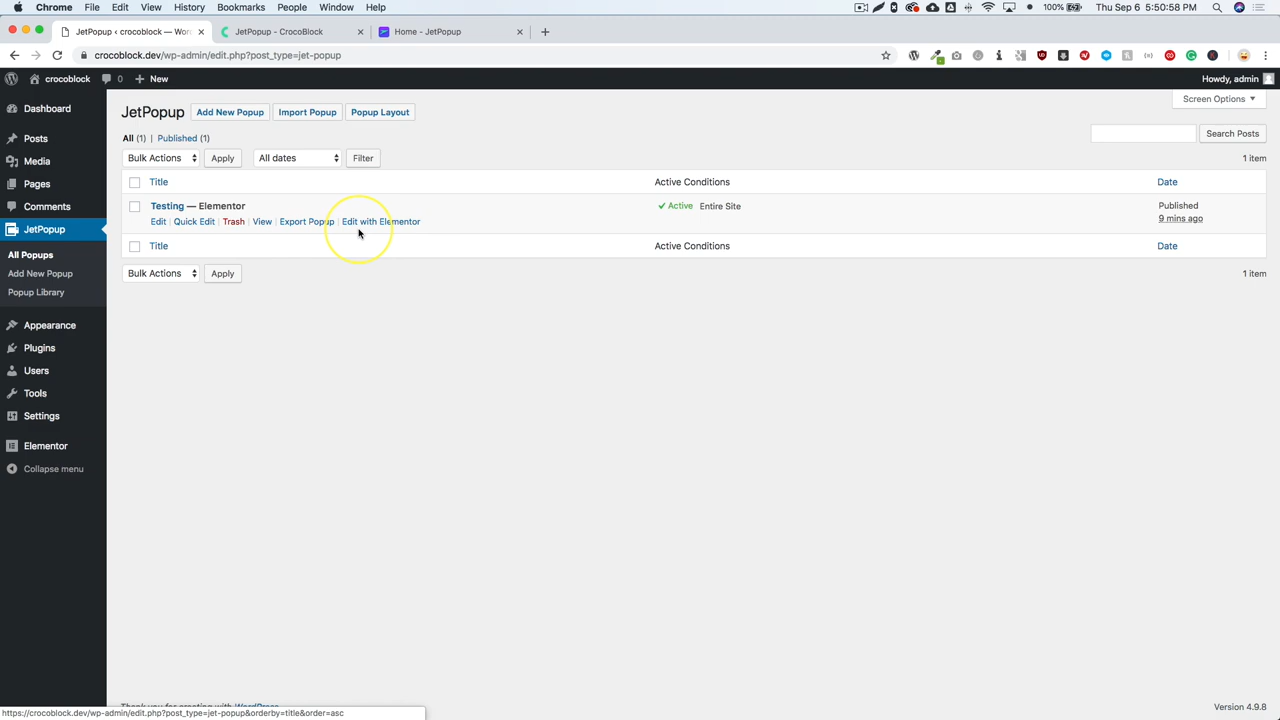 Chrome File Edit View History Bookmarks People Window Help 100% Thu Sep 6 5:50:58 PM
JetPopup ‹ crocoblock — Wor JetPopup - CrocoBlock Home - JetPopup
crocoblock.dev/wp-admin/edit.php?post_type=jet-popup
crocoblock 0 New Howdy, admin
Screen Options
Dashboard
Posts
Media
Pages
Comments
JetPopup
All Popups
Add New Popup
Popup Library
Appearance
Plugins
Users
Tools
Settings
Elementor
Collapse menu
JetPopup Add New Popup Import Popup Popup Layout
All (1) | Published (1)
Search Posts
Bulk Actions Apply All dates Filter 1 item
Title Active Conditions Date
Testing — Elementor Active Entire Site Published
Edit | Quick Edit | Trash | View | Export Popup | Edit with Elementor 9 mins ago
Title Active Conditions Date
Bulk Actions Apply 1 item
Version 4.9.8
https://crocoblock.dev/wp-admin/edit.php?post_type=jet-popup&orderby=title&order=asc